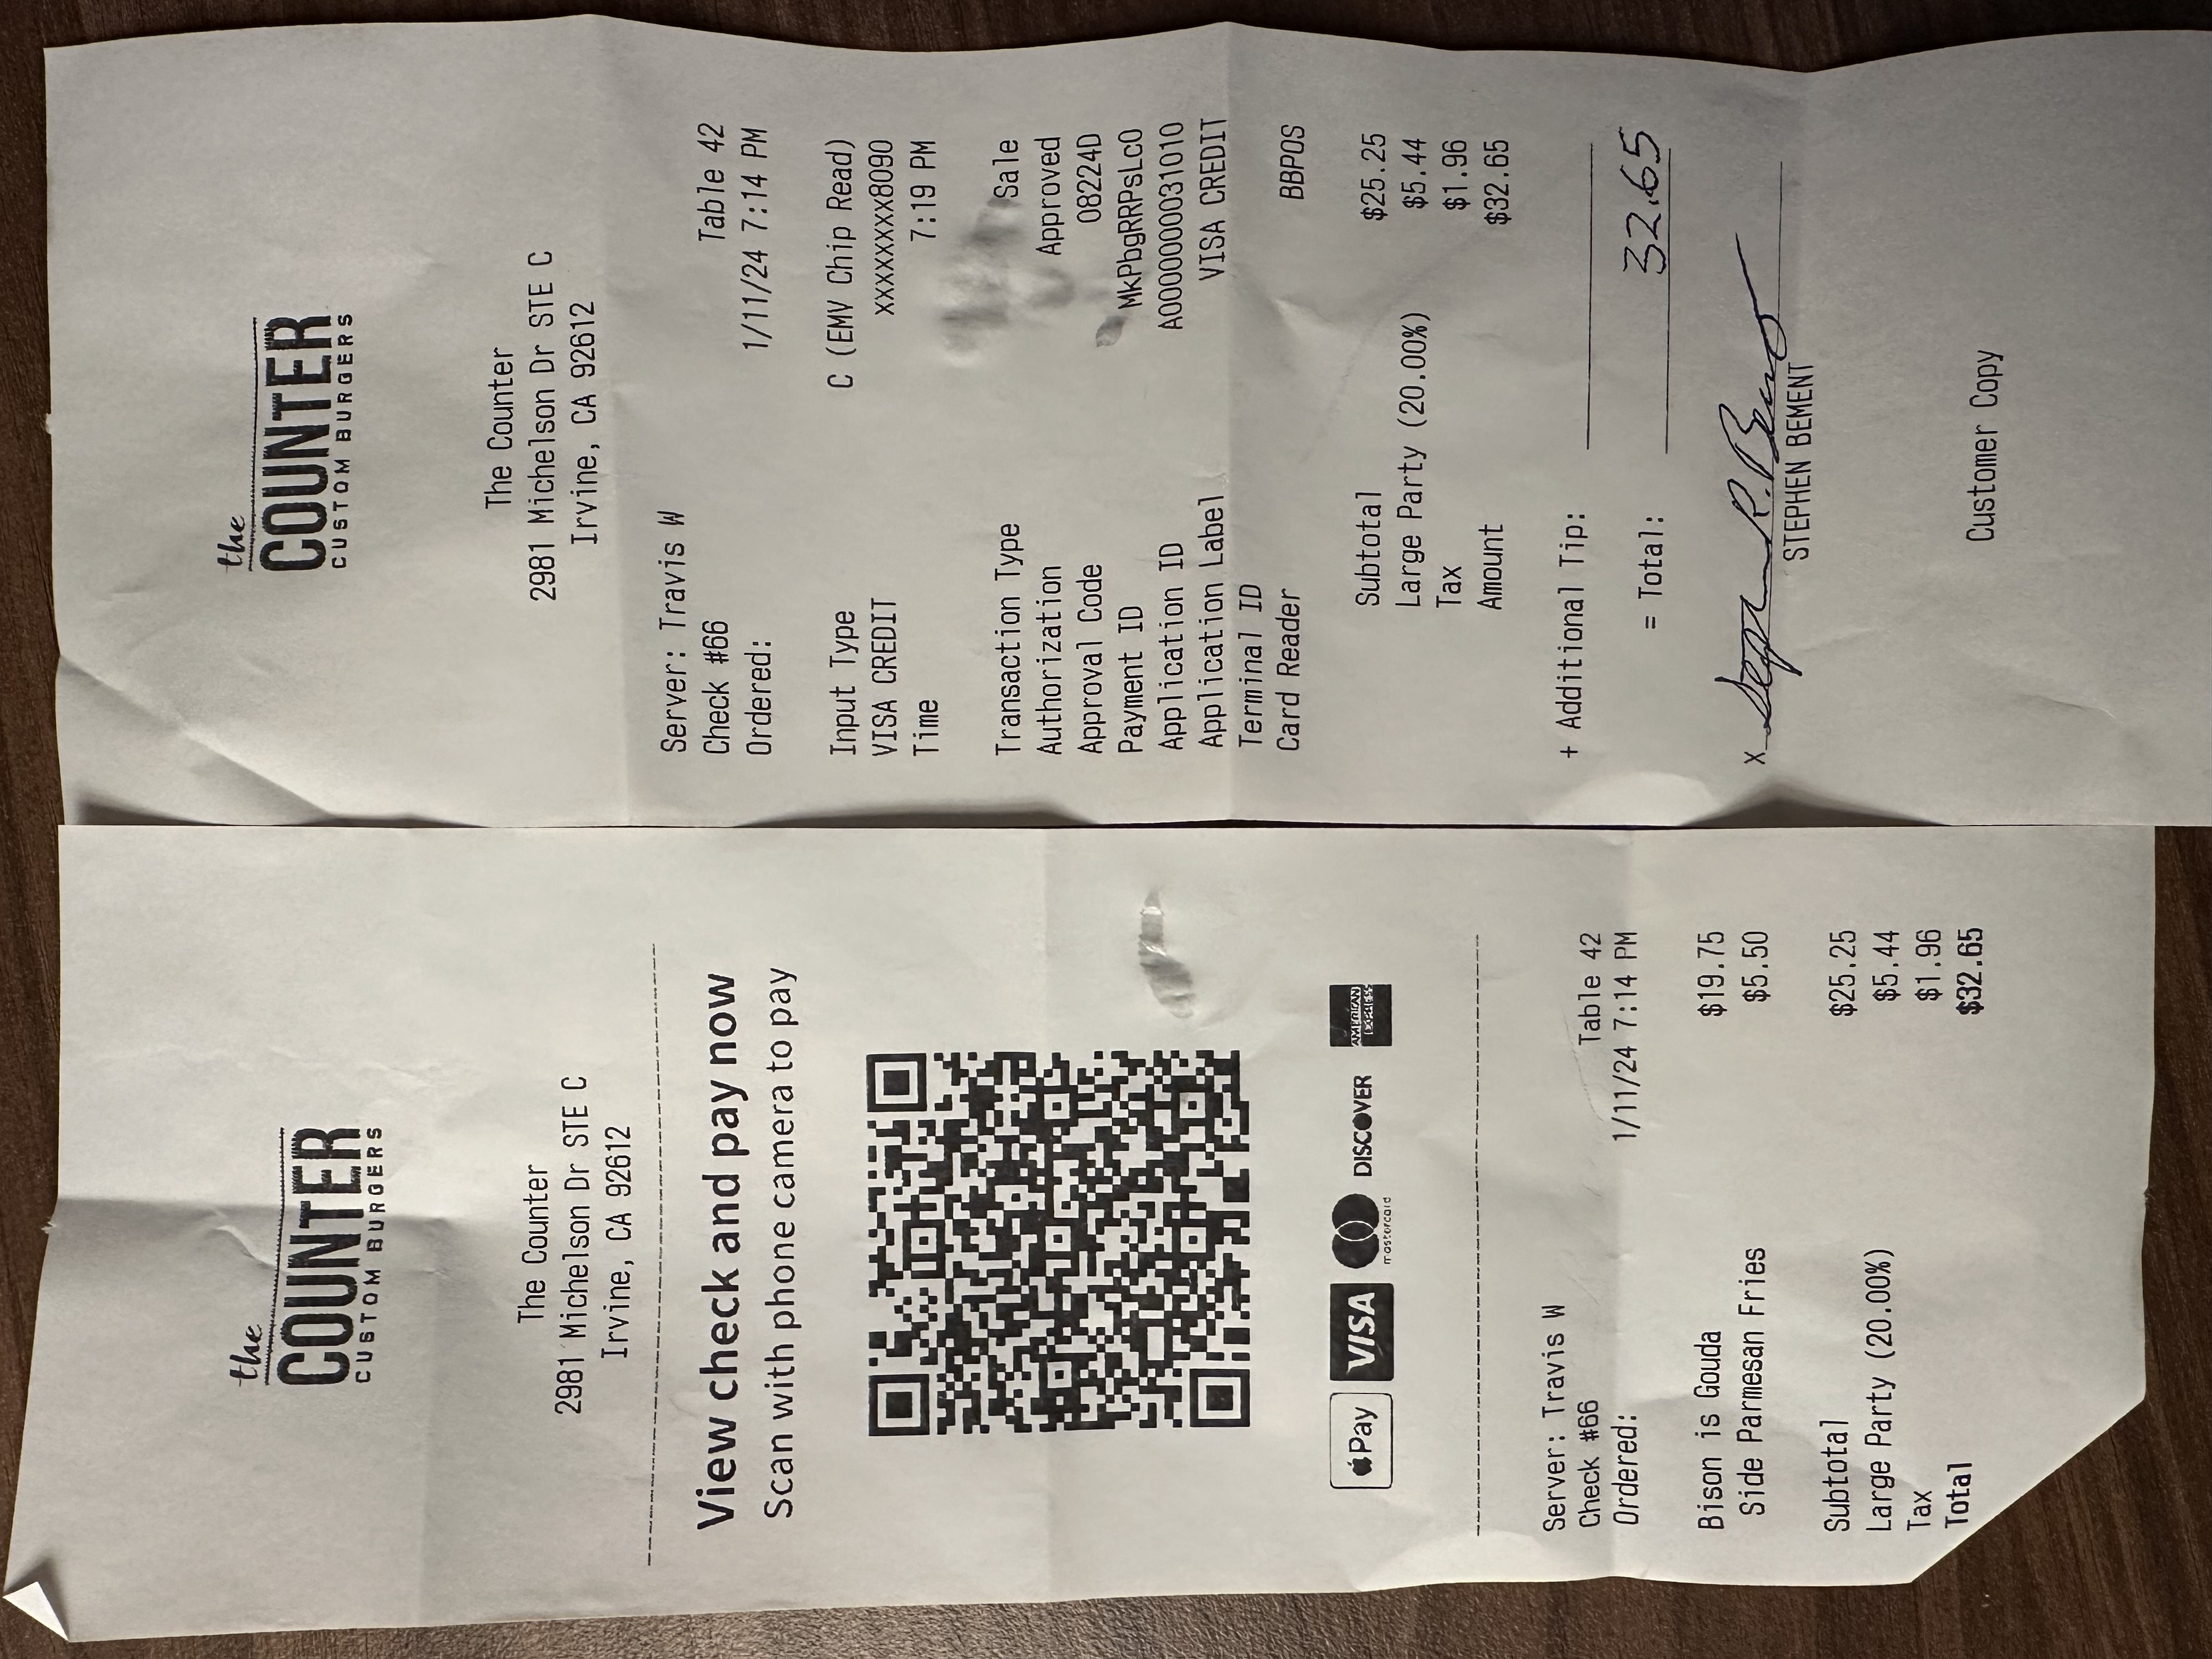 the
COUNTER
CUSTOM BURGERS
The Counter
2981 Michelson Dr STE C
Irvine, CA 92612
View check and pay now
Scan with phone camera to pay
Pay VISA mastercard DISCOVER AMERICAN EXPRESS
Server: Travis W
Check #66 Table 42
Ordered: 1/11/24 7:14 PM
Bison is Gouda $19.75
Side Parmesan Fries $5.50
Subtotal $25.25
Large Party (20.00%) $5.44
Tax $1.96
Total $32.65
the
COUNTER
CUSTOM BURGERS
The Counter
2981 Michelson Dr STE C
Irvine, CA 92612
Server: Travis W
Check #66 Table 42
Ordered: 1/11/24 7:14 PM
Input Type C (EMV Chip Read)
VISA CREDIT xxxxxxxx8090
Time 7:19 PM
Transaction Type Sale
Authorization Approved
Approval Code 08224D
Payment ID MkPbgRRPsLc0
Application ID A0000000031010
Application Label VISA CREDIT
Terminal ID
Card Reader BBPOS
Subtotal $25.25
Large Party (20.00%) $5.44
Tax $1.96
Amount $32.65
+ Additional Tip:
= Total: 32.65
X Stephen R. Bement
STEPHEN BEMENT
Customer Copy